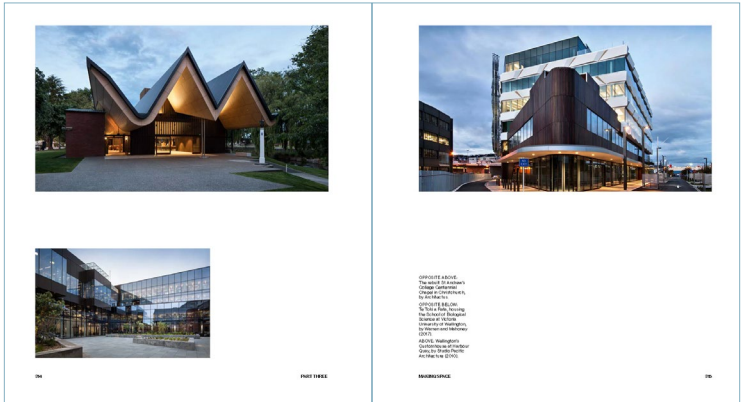 OPPOSITE ABOVE:
The rebuilt St Andrew's
College Centennial
Chapel in Christchurch,
by Architectus.
OPPOSITE BELOW:
Te Toki a Rata, housing
the School of Biological
Science at Victoria
University of Wellington,
by Warren and Mahoney
(2017).
ABOVE: Wellington's
Customhouse at Harbour
Quay, by Studio Pacific
Architecture (2010).
PART THREE
MAKING SPACE